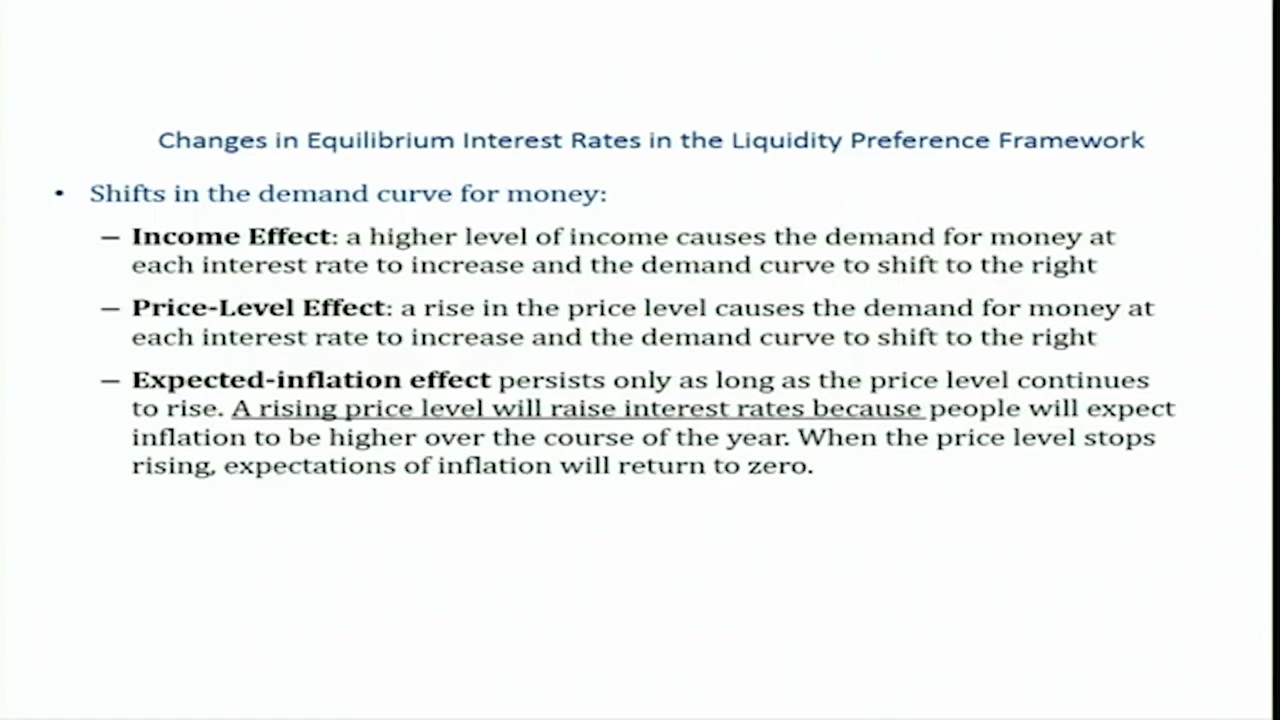 Changes in Equilibrium Interest Rates in the Liquidity Preference Framework
• Shifts in the demand curve for money:
– Income Effect: a higher level of income causes the demand for money at
each interest rate to increase and the demand curve to shift to the right
– Price-Level Effect: a rise in the price level causes the demand for money at
each interest rate to increase and the demand curve to shift to the right
– Expected-inflation effect persists only as long as the price level continues
to rise. A rising price level will raise interest rates because people will expect
inflation to be higher over the course of the year. When the price level stops
rising, expectations of inflation will return to zero.